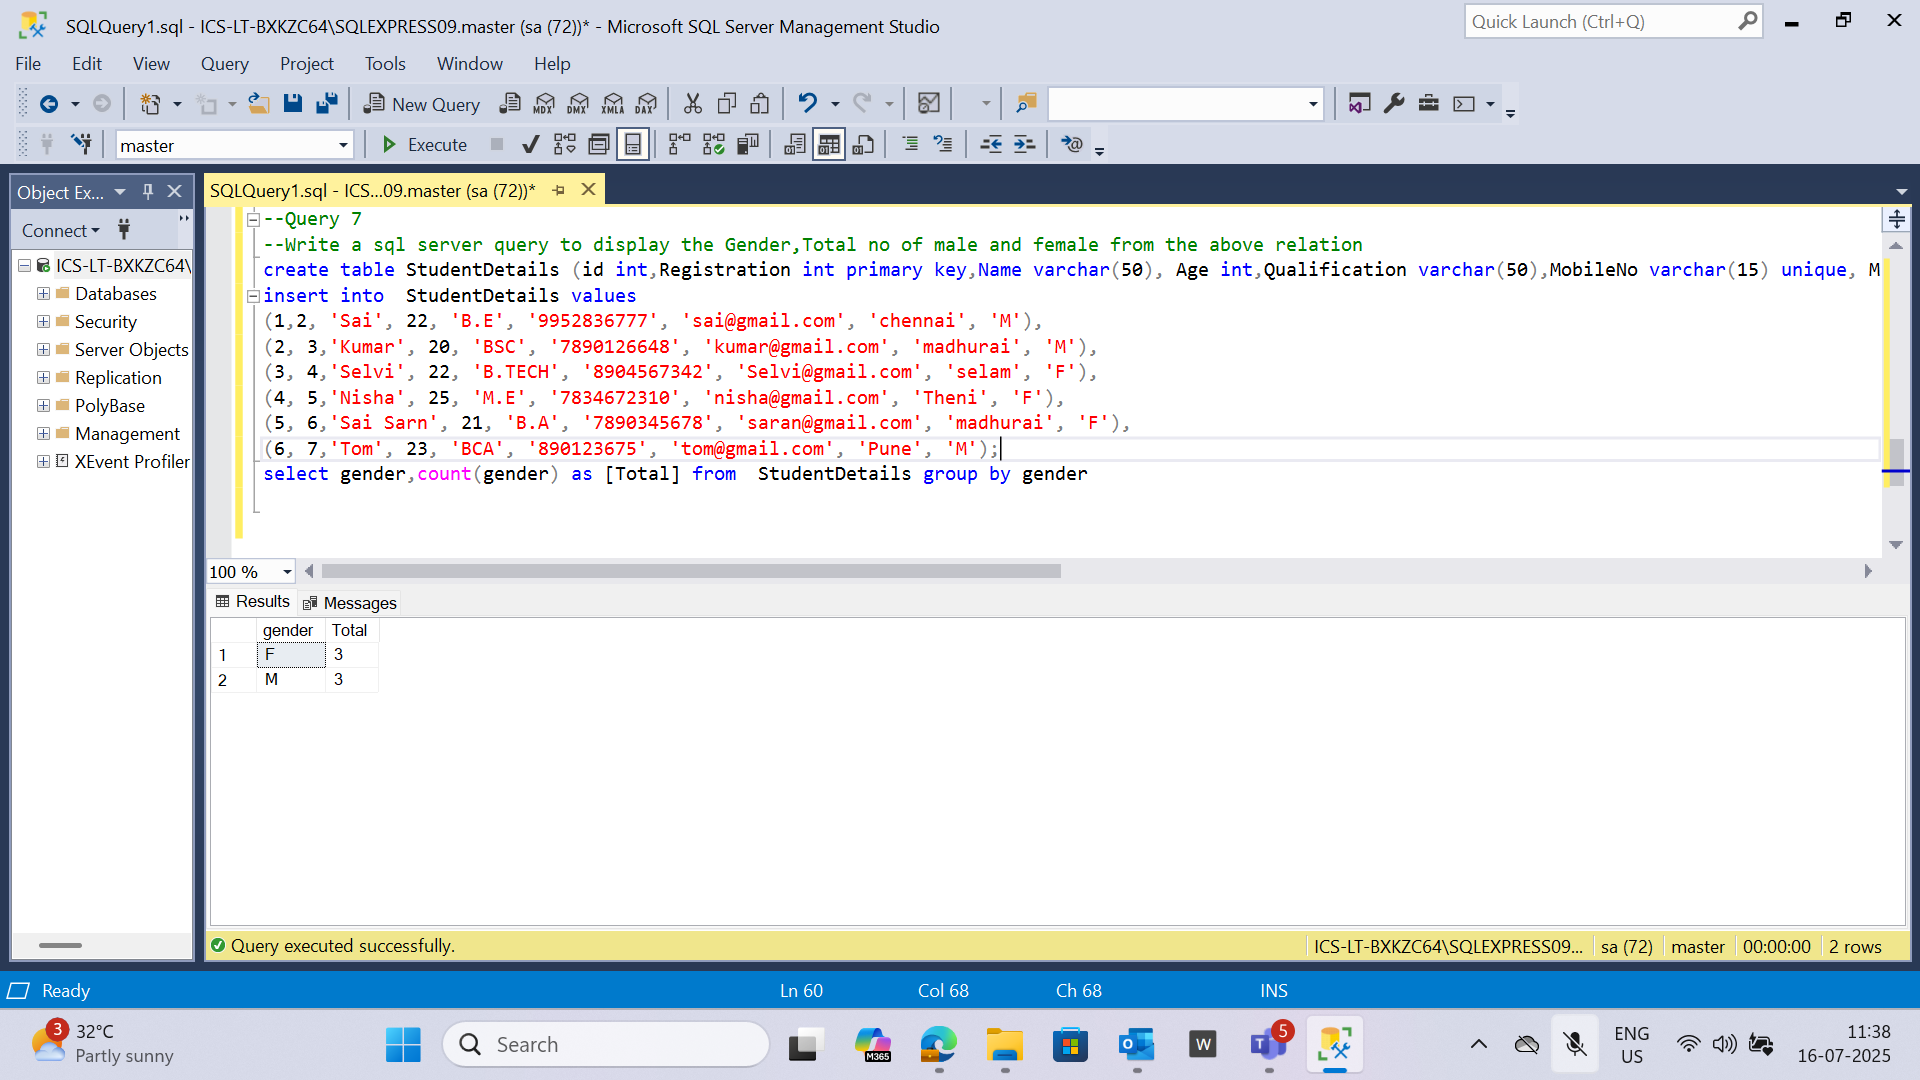 SQLQuery1.sql - ICS-LT-BXKZC64\SQLEXPRESS09.master (sa (72))* - Microsoft SQL Server Management Studio
Quick Launch (Ctrl+Q)
File Edit View Query Project Tools Window Help
New Query MDX DMX XMLA DAX
master Execute
Object Ex...
SQLQuery1.sql - ICS...09.master (sa (72))*
Connect
ICS-LT-BXKZC64\
Databases
Security
Server Objects
Replication
PolyBase
Management
XEvent Profiler
--Query 7
--Write a sql server query to display the Gender,Total no of male and female from the above relation
create table StudentDetails (id int,Registration int primary key,Name varchar(50), Age int,Qualification varchar(50),MobileNo varchar(15) unique, M
insert into  StudentDetails values
(1,2, 'Sai', 22, 'B.E', '9952836777', 'sai@gmail.com', 'chennai', 'M'),
(2, 3,'Kumar', 20, 'BSC', '7890126648', 'kumar@gmail.com', 'madhurai', 'M'),
(3, 4,'Selvi', 22, 'B.TECH', '8904567342', 'Selvi@gmail.com', 'selam', 'F'),
(4, 5,'Nisha', 25, 'M.E', '7834672310', 'nisha@gmail.com', 'Theni', 'F'),
(5, 6,'Sai Sarn', 21, 'B.A', '7890345678', 'saran@gmail.com', 'madhurai', 'F'),
(6, 7,'Tom', 23, 'BCA', '890123675', 'tom@gmail.com', 'Pune', 'M');
select gender,count(gender) as [Total] from  StudentDetails group by gender
100 %
Results Messages
gender Total
1 F 3
2 M 3
Query executed successfully.
ICS-LT-BXKZC64\SQLEXPRESS09... sa (72) master 00:00:00 2 rows
Ready Ln 60 Col 68 Ch 68 INS
3 32°C
Partly sunny
Search
M365
W
5
ENG
US
11:38
16-07-2025